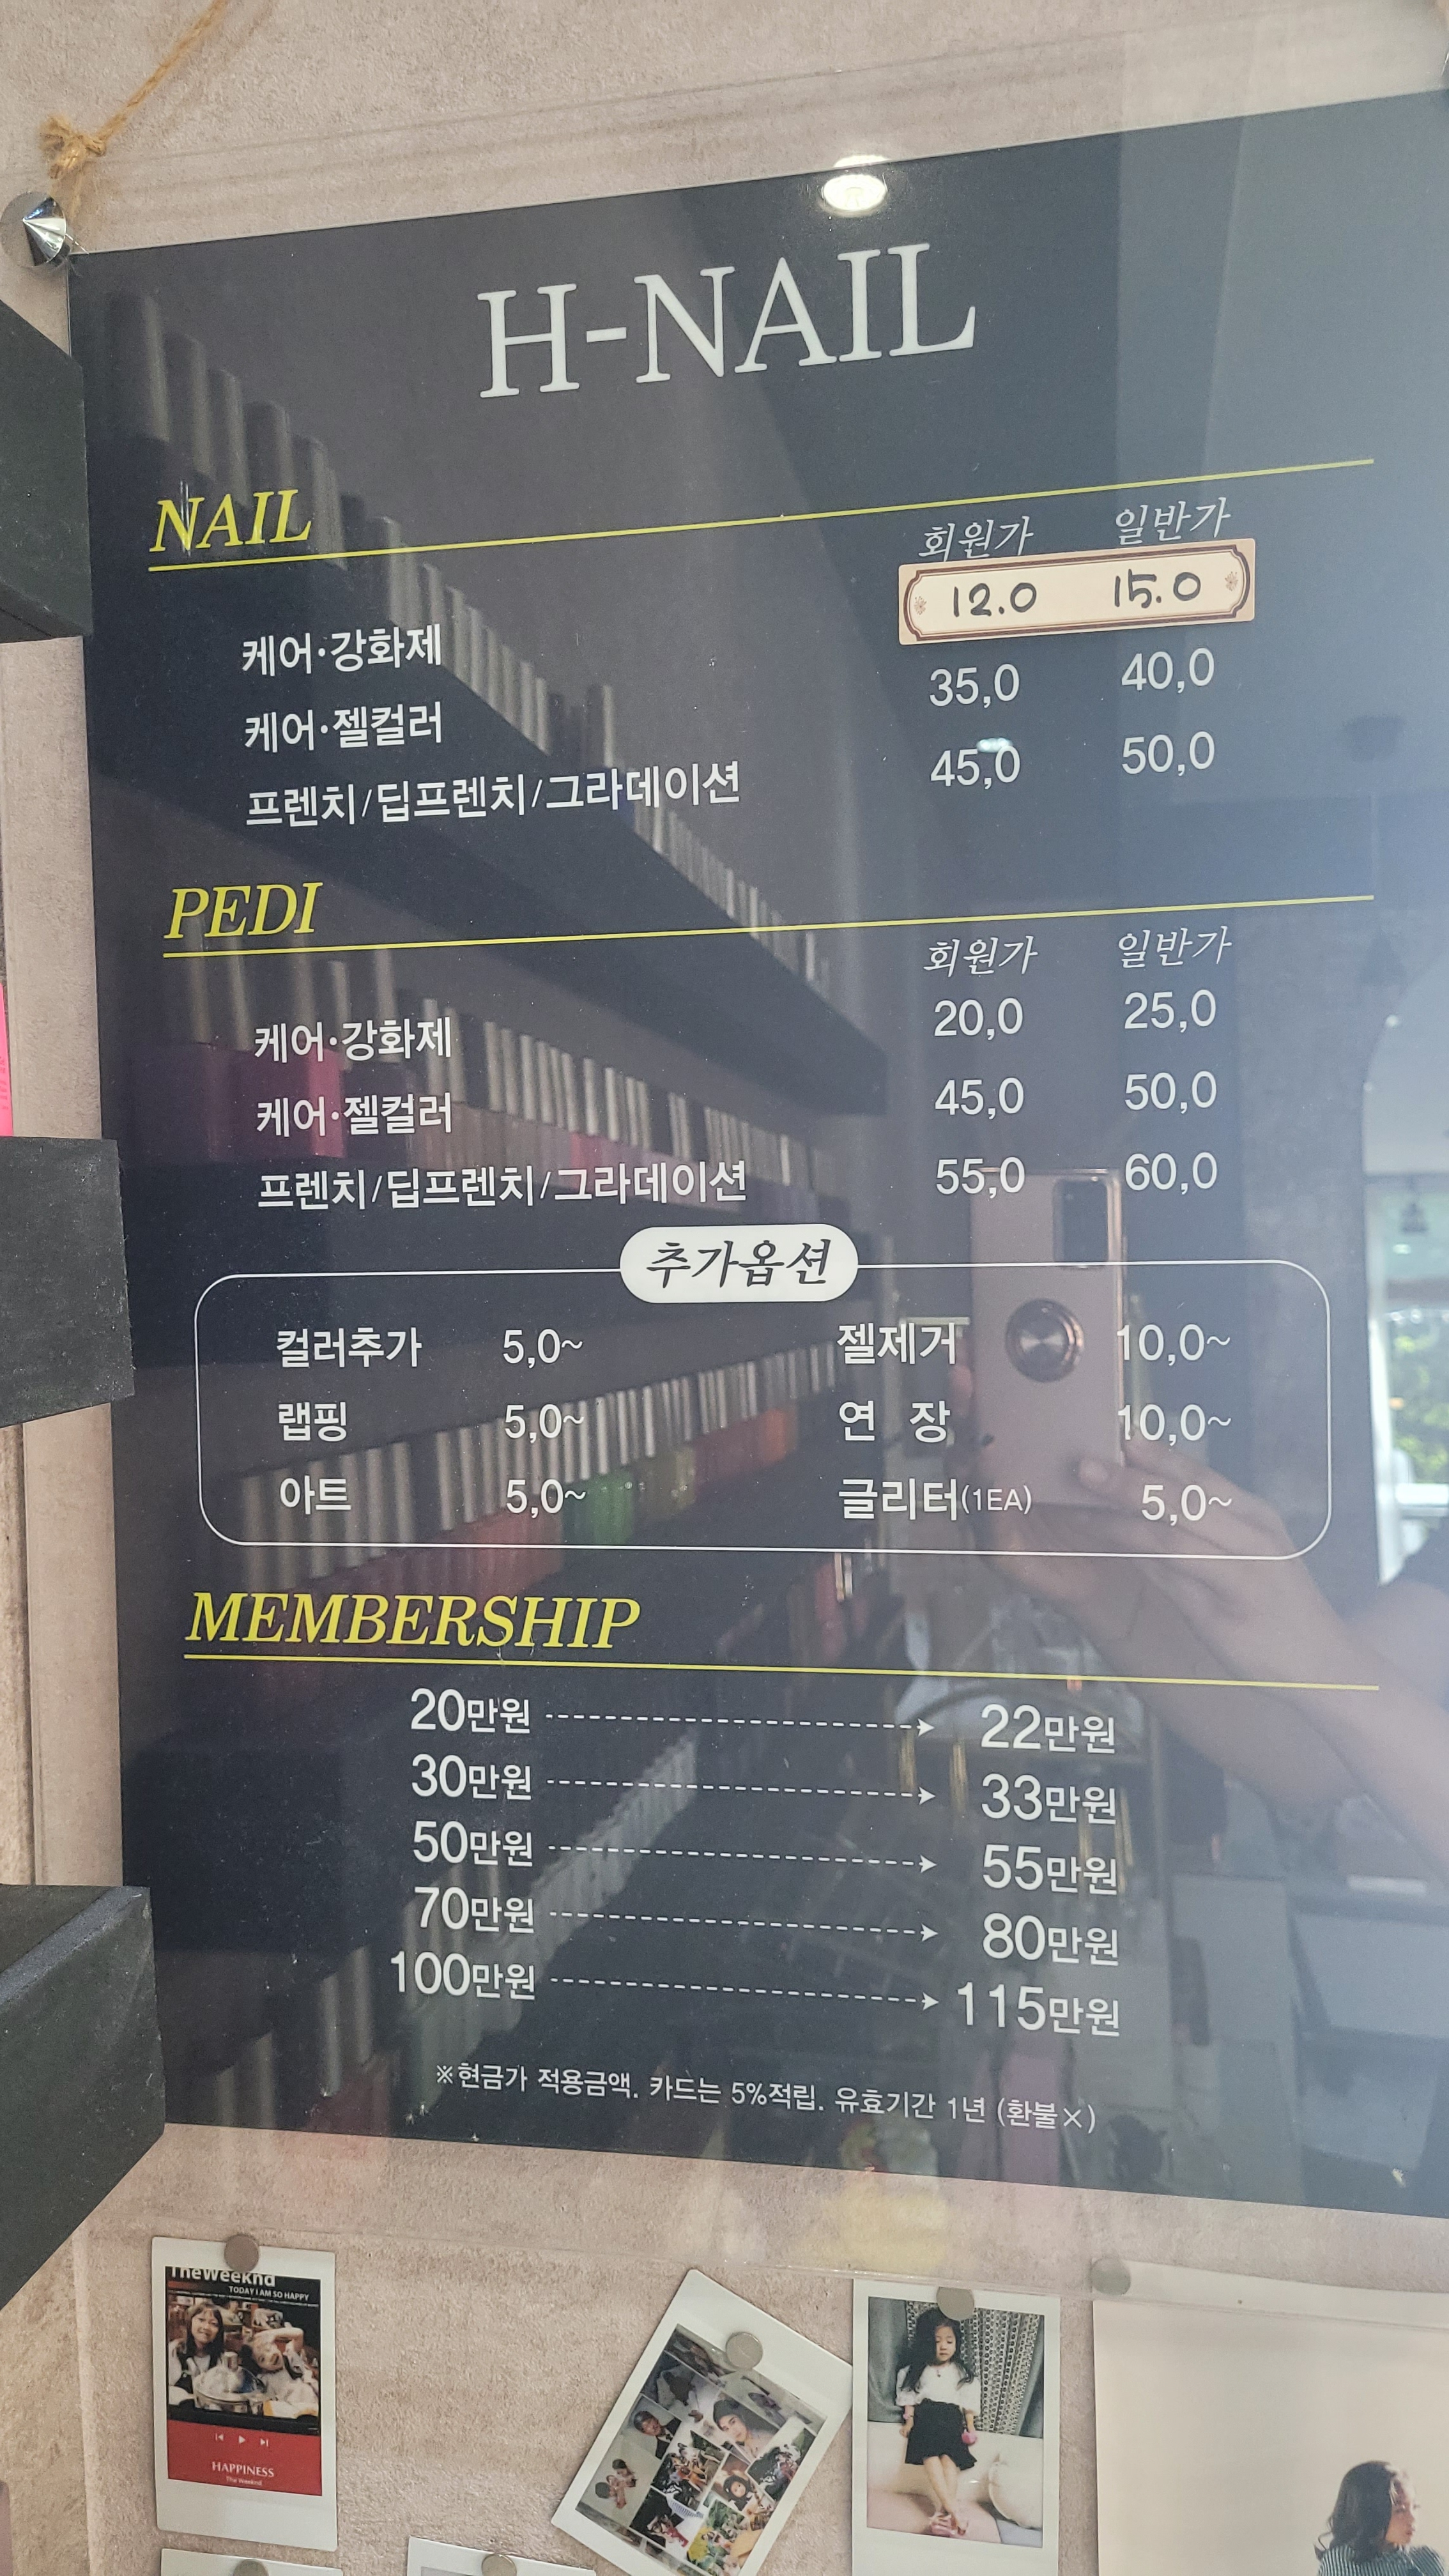 H-NAIL
NAIL
회원가 일반가
케어·강화제 12.0 15.0
케어·젤컬러 35,0 40,0
프렌치/딥프렌치/그라데이션 45,0 50,0
PEDI
회원가 일반가
케어·강화제 20,0 25,0
케어·젤컬러 45,0 50,0
프렌치/딥프렌치/그라데이션 55,0 60,0
추가옵션
컬러추가 5,0~ 젤제거 10,0~
랩핑 5,0~ 연 장 10,0~
아트 5,0~ 글리터(1EA) 5,0~
MEMBERSHIP
20만원 22만원
30만원 33만원
50만원 55만원
70만원 80만원
100만원 115만원
※현금가 적용금액. 카드는 5%적립. 유효기간 1년 (환불×)
TheWeeknd
TODAY I AM SO HAPPY
HAPPINESS
The Weeknd